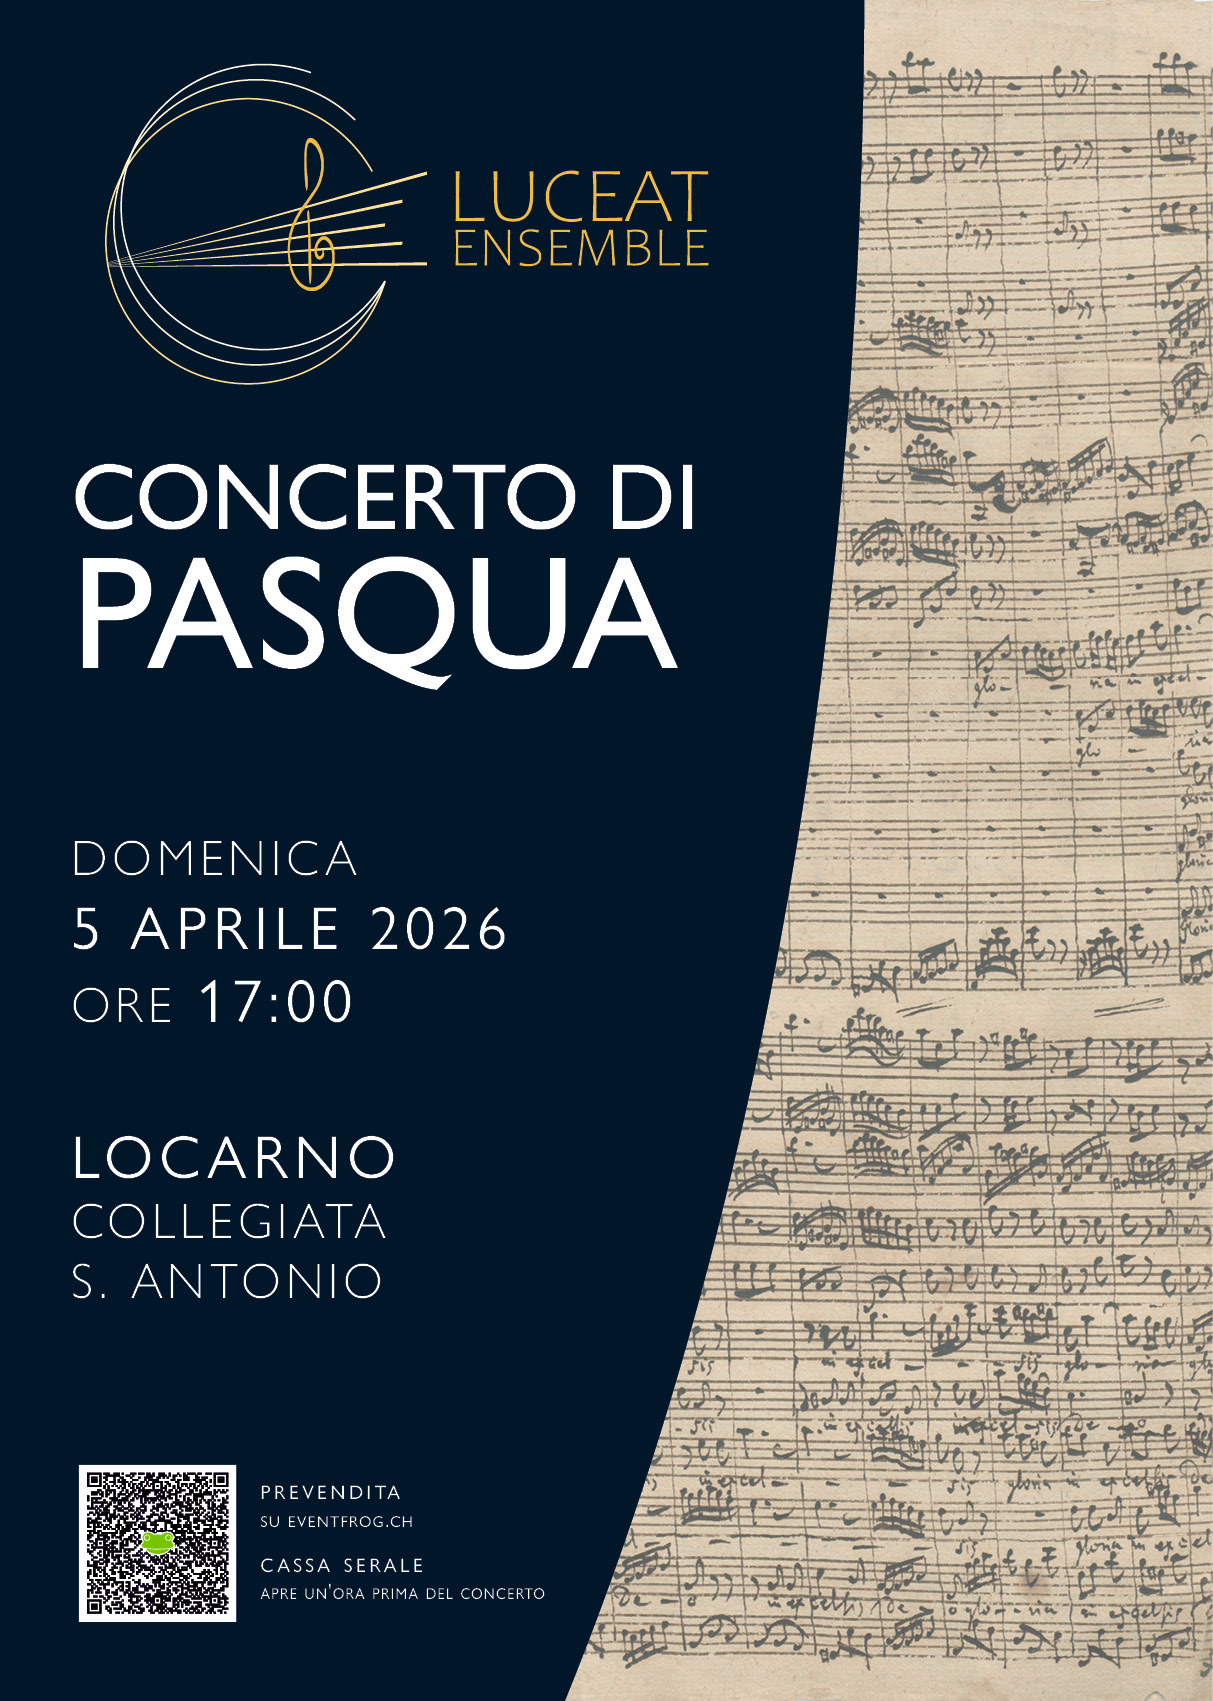 LUCEAT
ENSEMBLE
CONCERTO DI
PASQUA
DOMENICA
5 APRILE 2026
ORE 17:00
LOCARNO
COLLEGIATA
S. ANTONIO
PREVENDITA
SU EVENTFROG.CH
CASSA SERALE
APRE UN'ORA PRIMA DEL CONCERTO